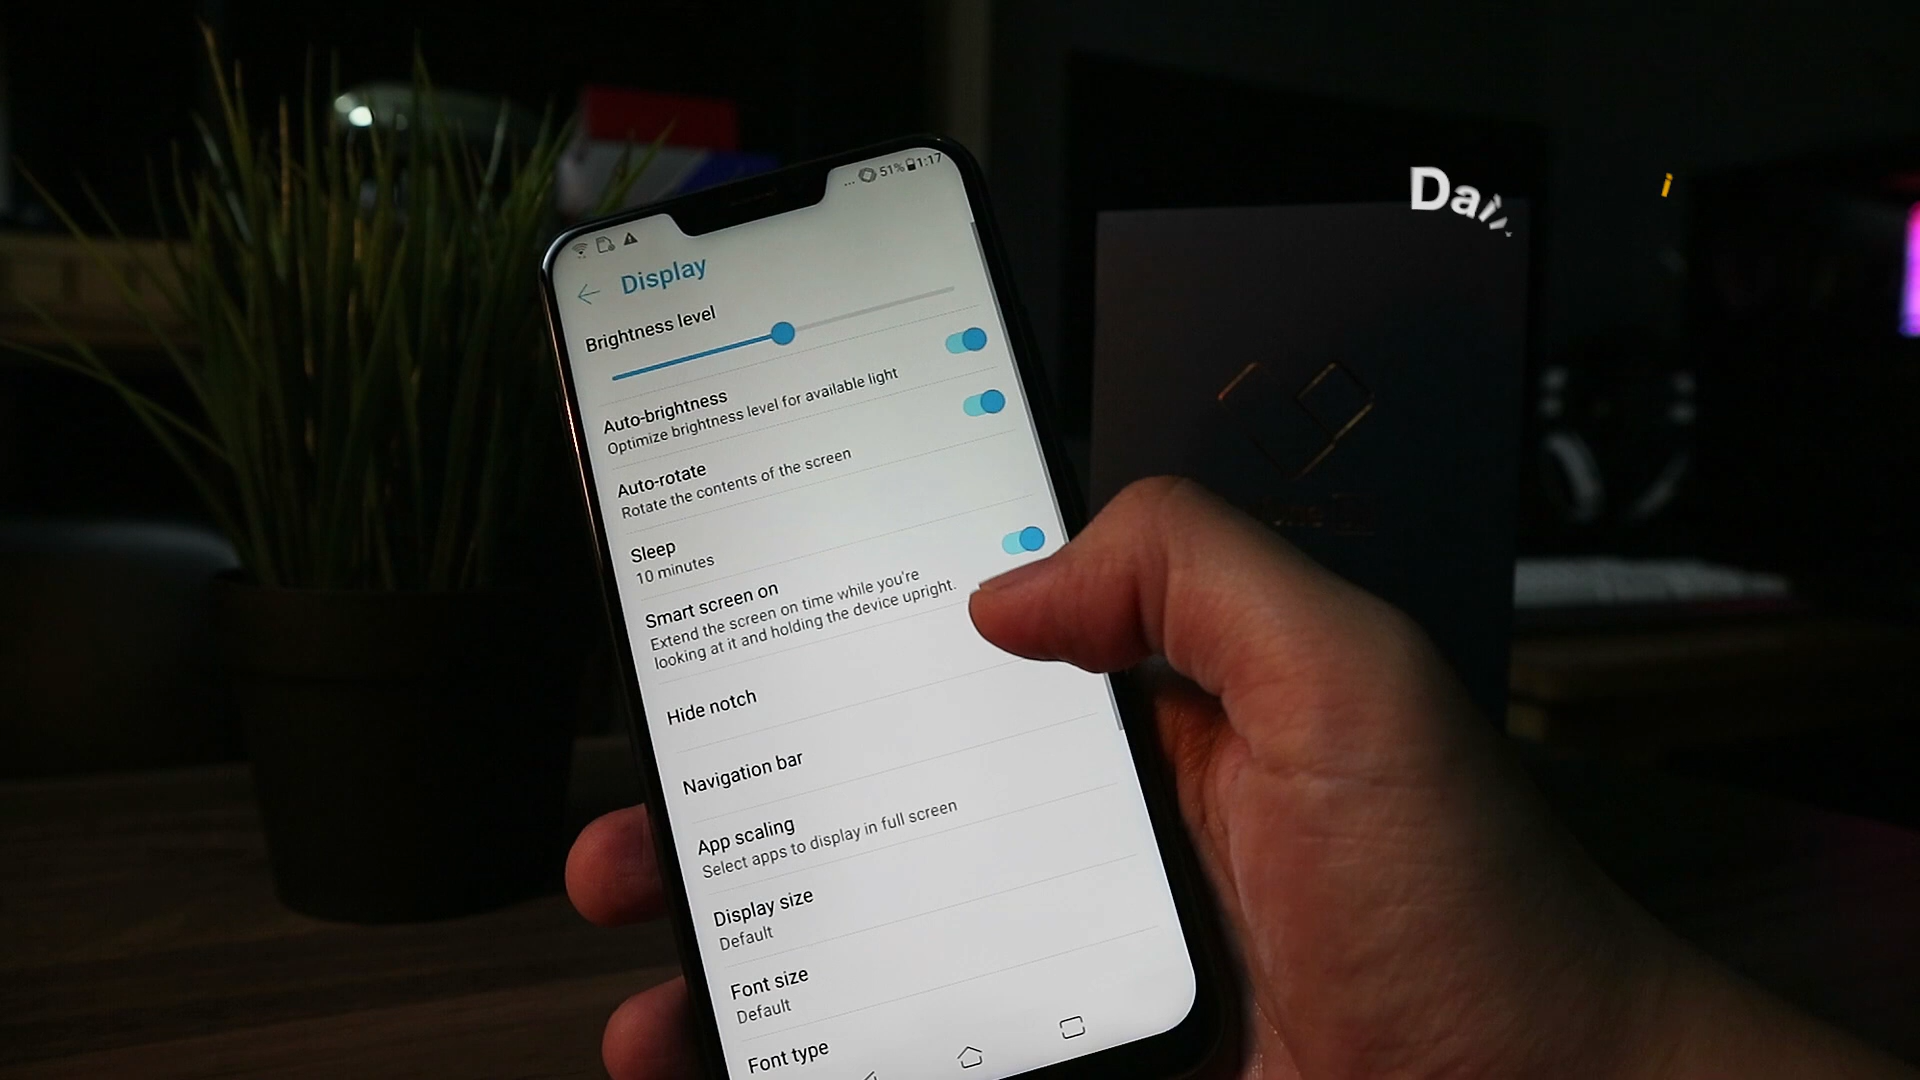 51% 1:17
Display
Brightness level
Auto-brightness
Optimize brightness level for available light
Auto-rotate
Rotate the contents of the screen
Sleep
10 minutes
Smart screen on
Extend the screen on time while you're
looking at it and holding the device upright.
Hide notch
Navigation bar
App scaling
Select apps to display in full screen
Display size
Default
Font size
Default
Font type
Dai
i